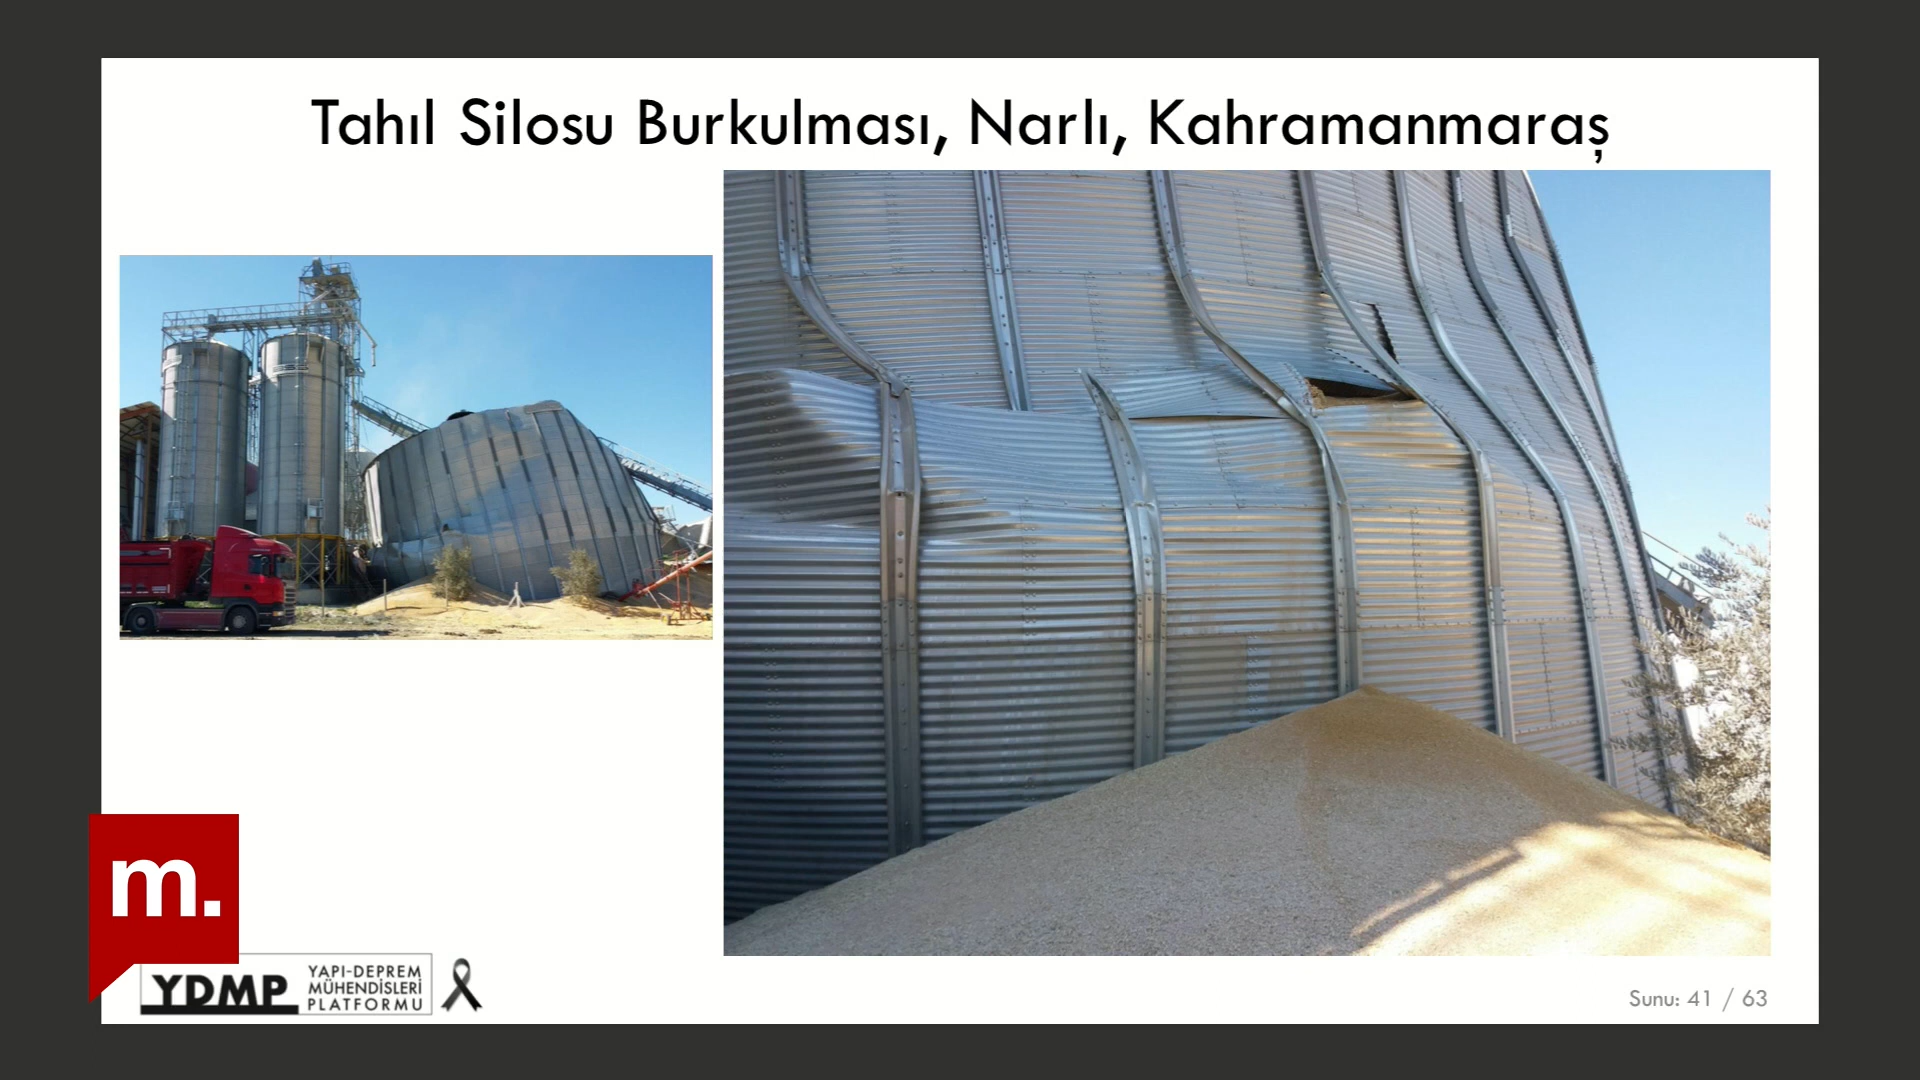 Tahıl Silosu Burkulması, Narlı, Kahramanmaraş
m.
YDMP
YAPI-DEPREM
MÜHENDİSLERİ
PLATFORMU
Sunu: 41 / 63